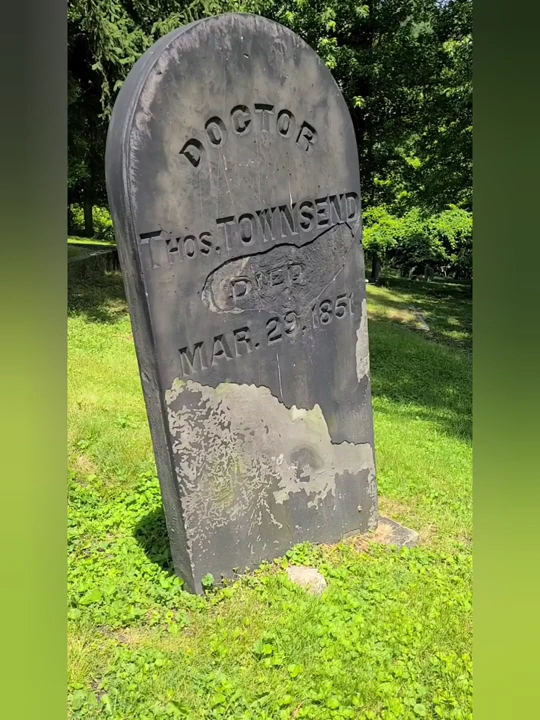 DOCTOR
THOS. TOWNSEND
DIED
MAR. 29, 1851